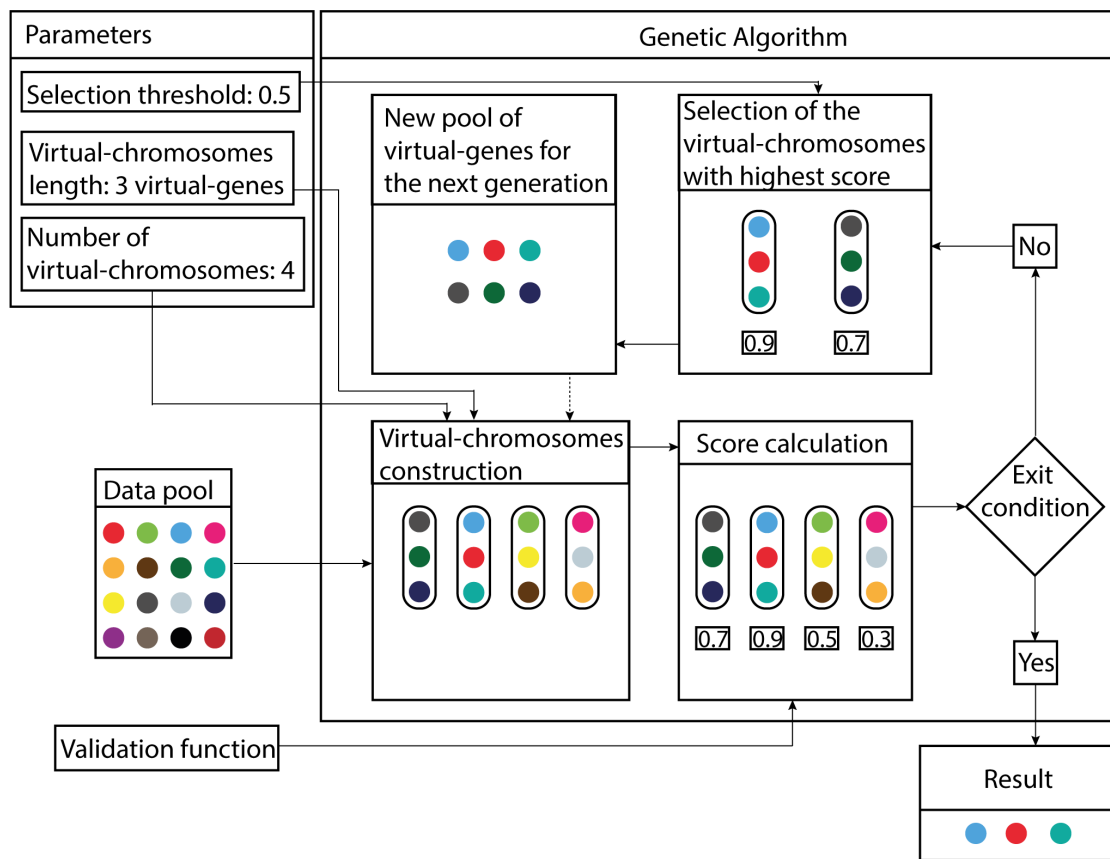 Parameters
Selection threshold: 0.5
Virtual-chromosomes
length: 3 virtual-genes
Number of
virtual-chromosomes: 4
Genetic Algorithm
New pool of
virtual-genes for
the next generation
Selection of the
virtual-chromosomes
with highest score
0.9
0.7
No
Virtual-chromosomes
construction
Score calculation
0.7
0.9
0.5
0.3
Exit
condition
Yes
Data pool
Validation function
Result